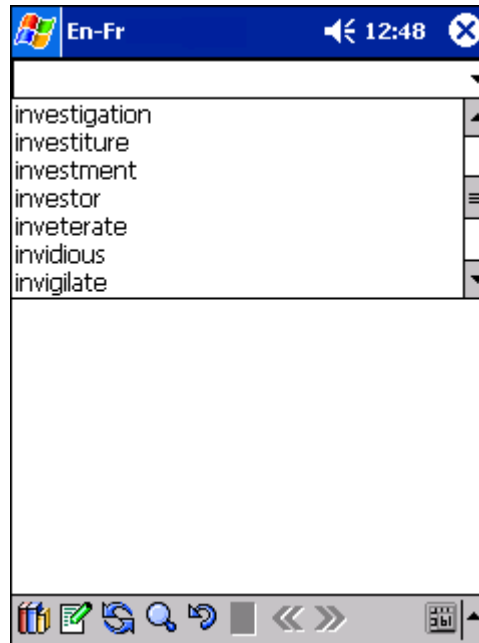 En-Fr 12:48
investigation
investiture
investment
investor
inveterate
invidious
invigilate